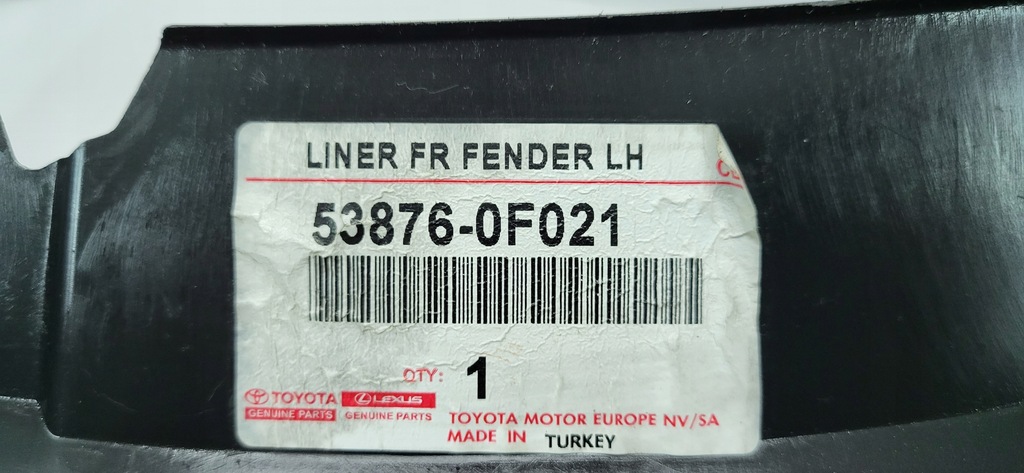 LINER FR FENDER LH
53876-0F021
QTY: 1
TOYOTA LEXUS
GENUINE PARTS GENUINE PARTS
TOYOTA MOTOR EUROPE NV/SA
MADE IN TURKEY